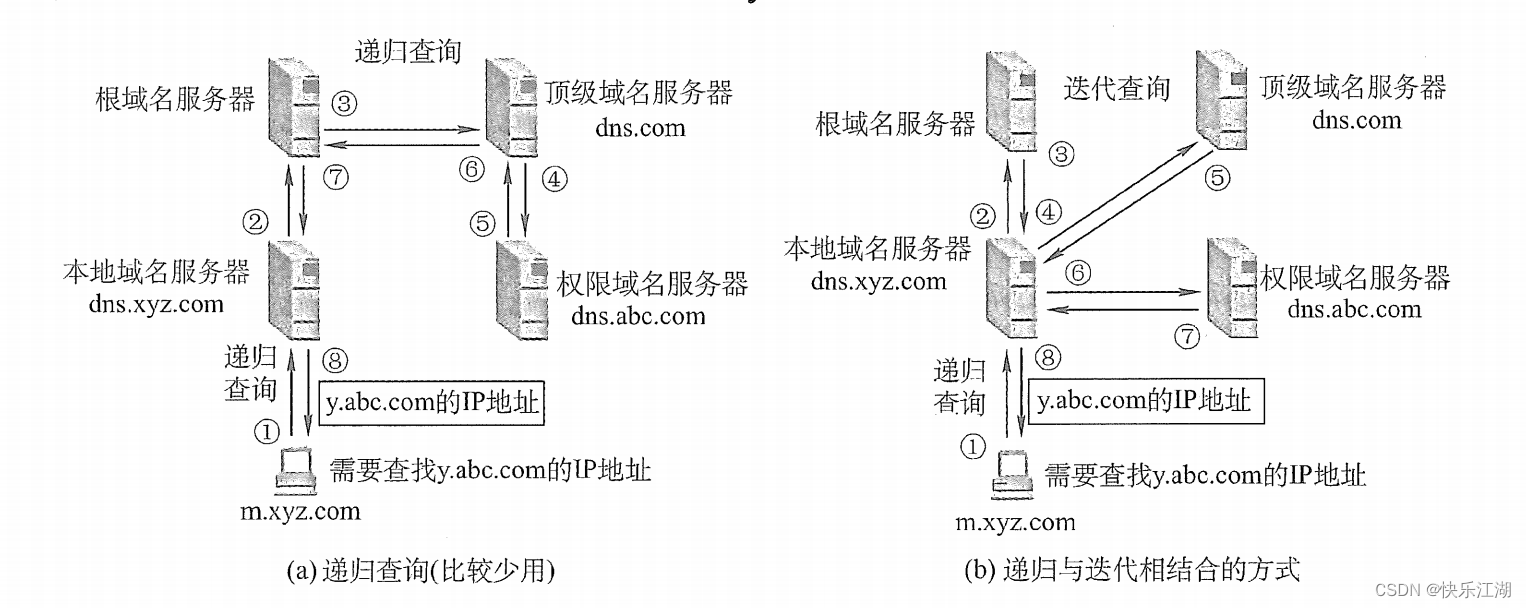 递归查询
根域名服务器
③
顶级域名服务器
dns.com
⑦
⑥
④
②
⑤
本地域名服务器
dns.xyz.com
权限域名服务器
dns.abc.com
递归
查询
⑧
y.abc.com的IP地址
①
需要查找y.abc.com的IP地址
m.xyz.com
(a) 递归查询(比较少用)
迭代查询
顶级域名服务器
dns.com
根域名服务器
③
⑤
②
④
本地域名服务器
dns.xyz.com
⑥
权限域名服务器
dns.abc.com
⑦
递归
查询
⑧
y.abc.com的IP地址
①
需要查找y.abc.com的IP地址
m.xyz.com
(b) 递归与迭代相结合的方式
CSDN @快乐江湖